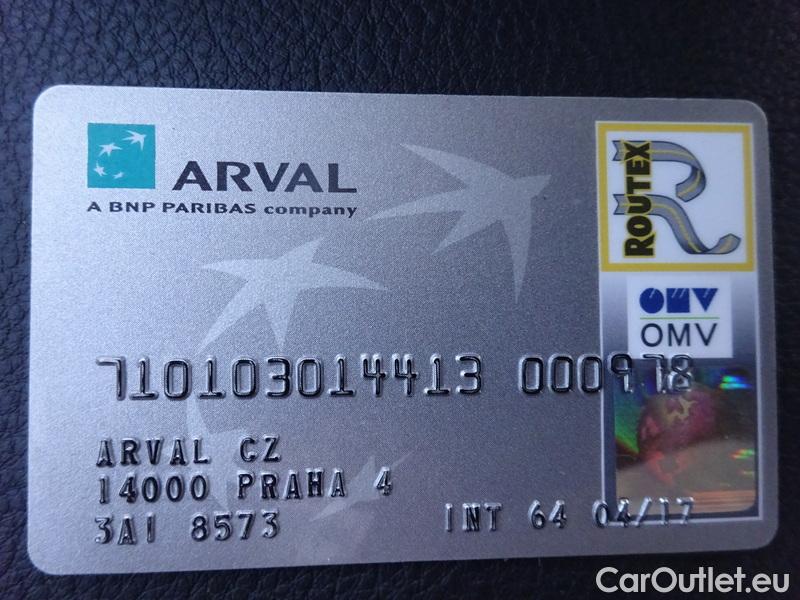 ARVAL
A BNP PARIBAS company
ROUTEX
R
OMV
OMV
710103014413 000978
ARVAL CZ
14000 PRAHA 4
3AI 8573 INT 64 04/17
CarOutlet.eu